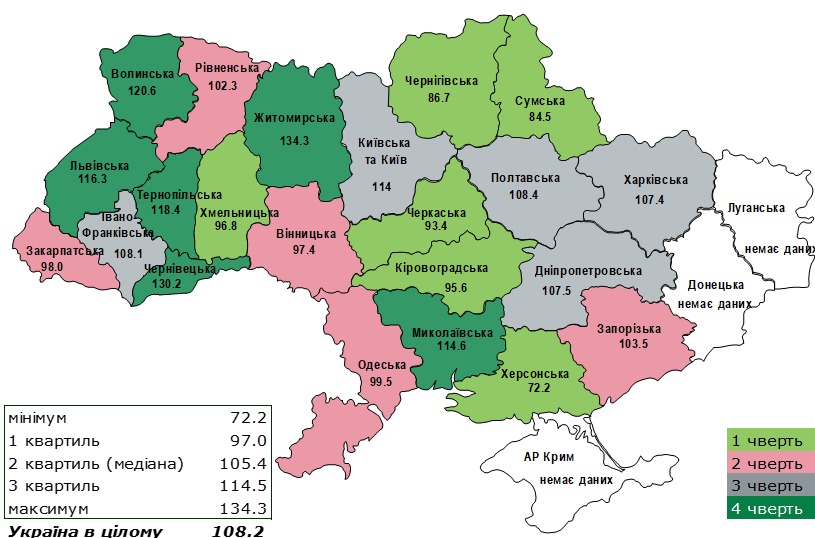 Волинська
120.6
Рівненська
102.3
Житомирська
134.3
Київська
та Київ
114
Чернігівська
86.7
Сумська
84.5
Львівська
116.3
Тернопільська
118.4
Хмельницька
96.8
Івано
Франківська
108.1
Закарпатська
98.0
Чернівецька
130.2
Вінницька
97.4
Черкаська
93.4
Полтавська
108.4
Харківська
107.4
Луганська
немає даних
Кіровоградська
95.6
Дніпропетровська
107.5
Донецька
немає даних
Миколаївська
114.6
Запорізька
103.5
Одеська
99.5
Херсонська
72.2
АР Крим
немає даних
мінімум 72.2
1 квартиль 97.0
2 квартиль (медіана) 105.4
3 квартиль 114.5
максимум 134.3
Україна в цілому 108.2
1 чверть
2 чверть
3 чверть
4 чверть